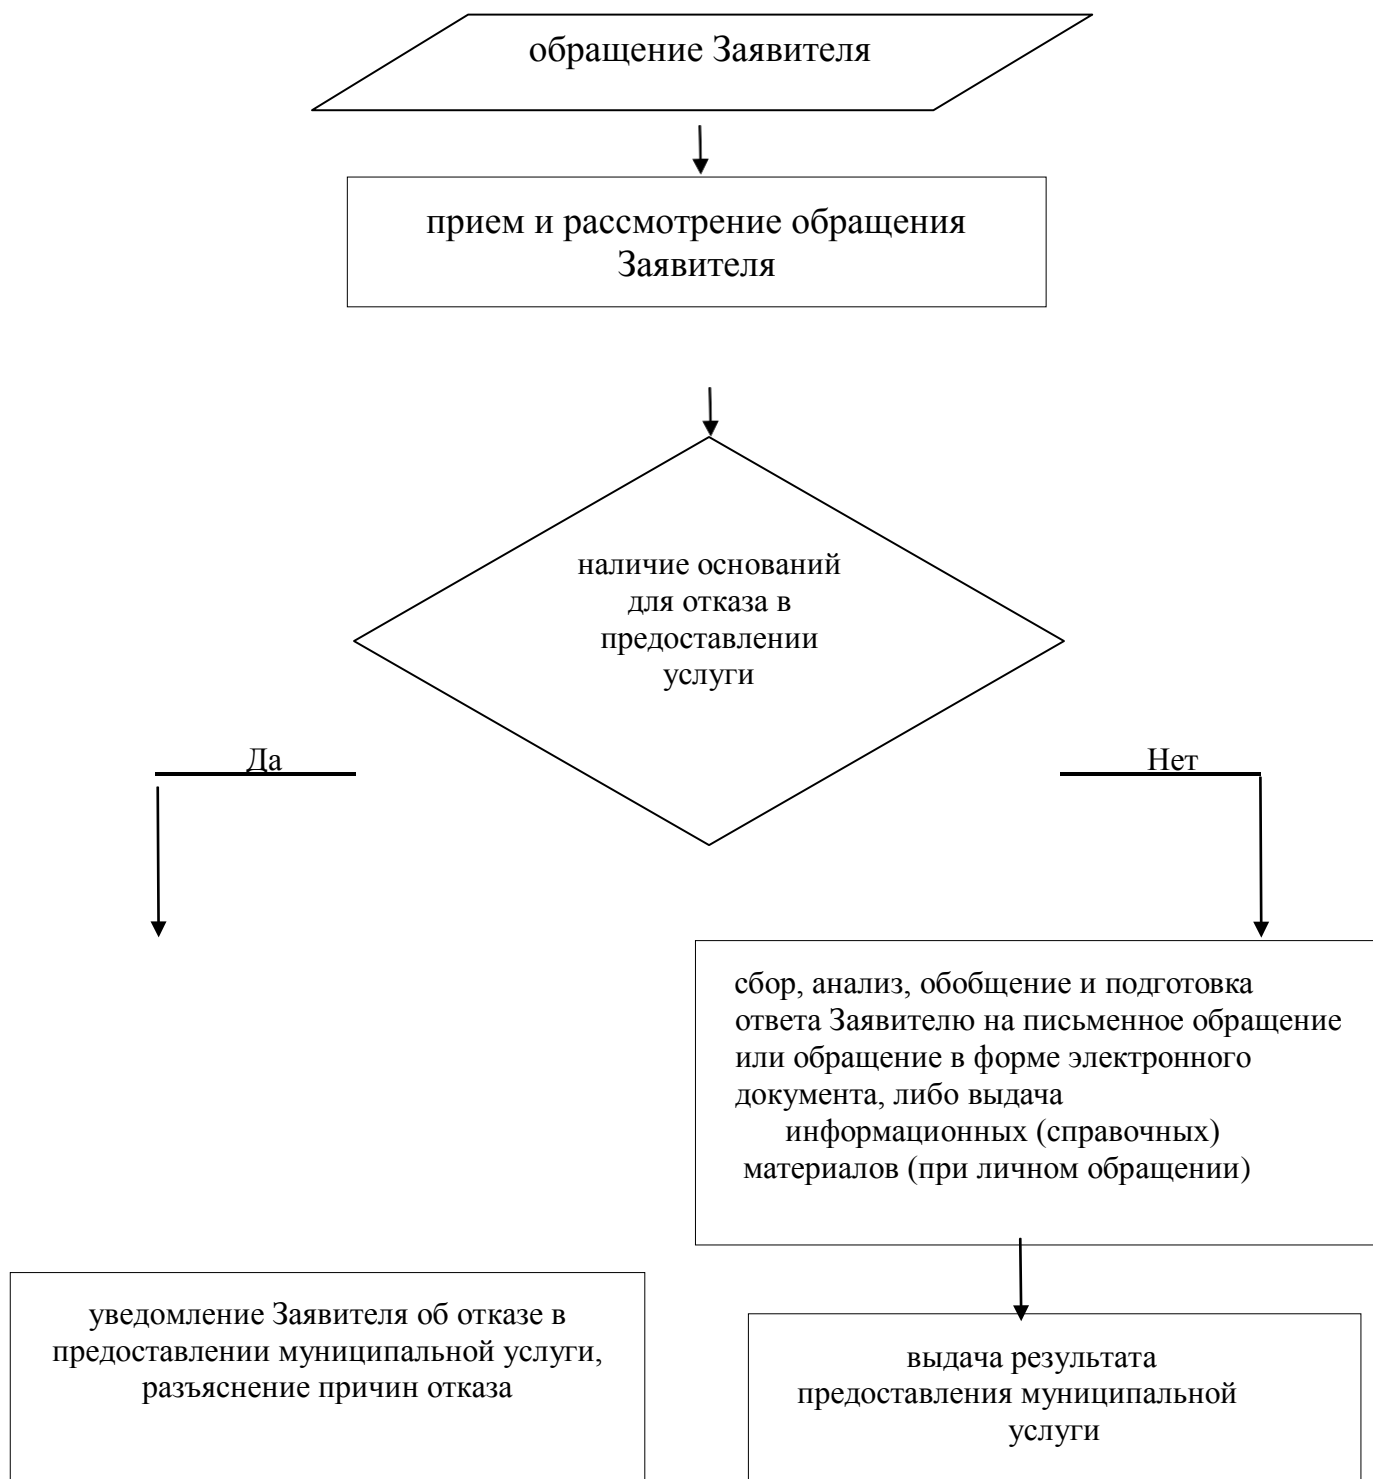 обращение Заявителя
прием и рассмотрение обращения
Заявителя
наличие оснований
для отказа в
предоставлении
услуги
Да
Нет
сбор, анализ, обобщение и подготовка
ответа Заявителю на письменное обращение
или обращение в форме электронного
документа, либо выдача
информационных (справочных)
материалов (при личном обращении)
уведомление Заявителя об отказе в
предоставлении муниципальной услуги,
разъяснение причин отказа
выдача результата
предоставления муниципальной
услуги